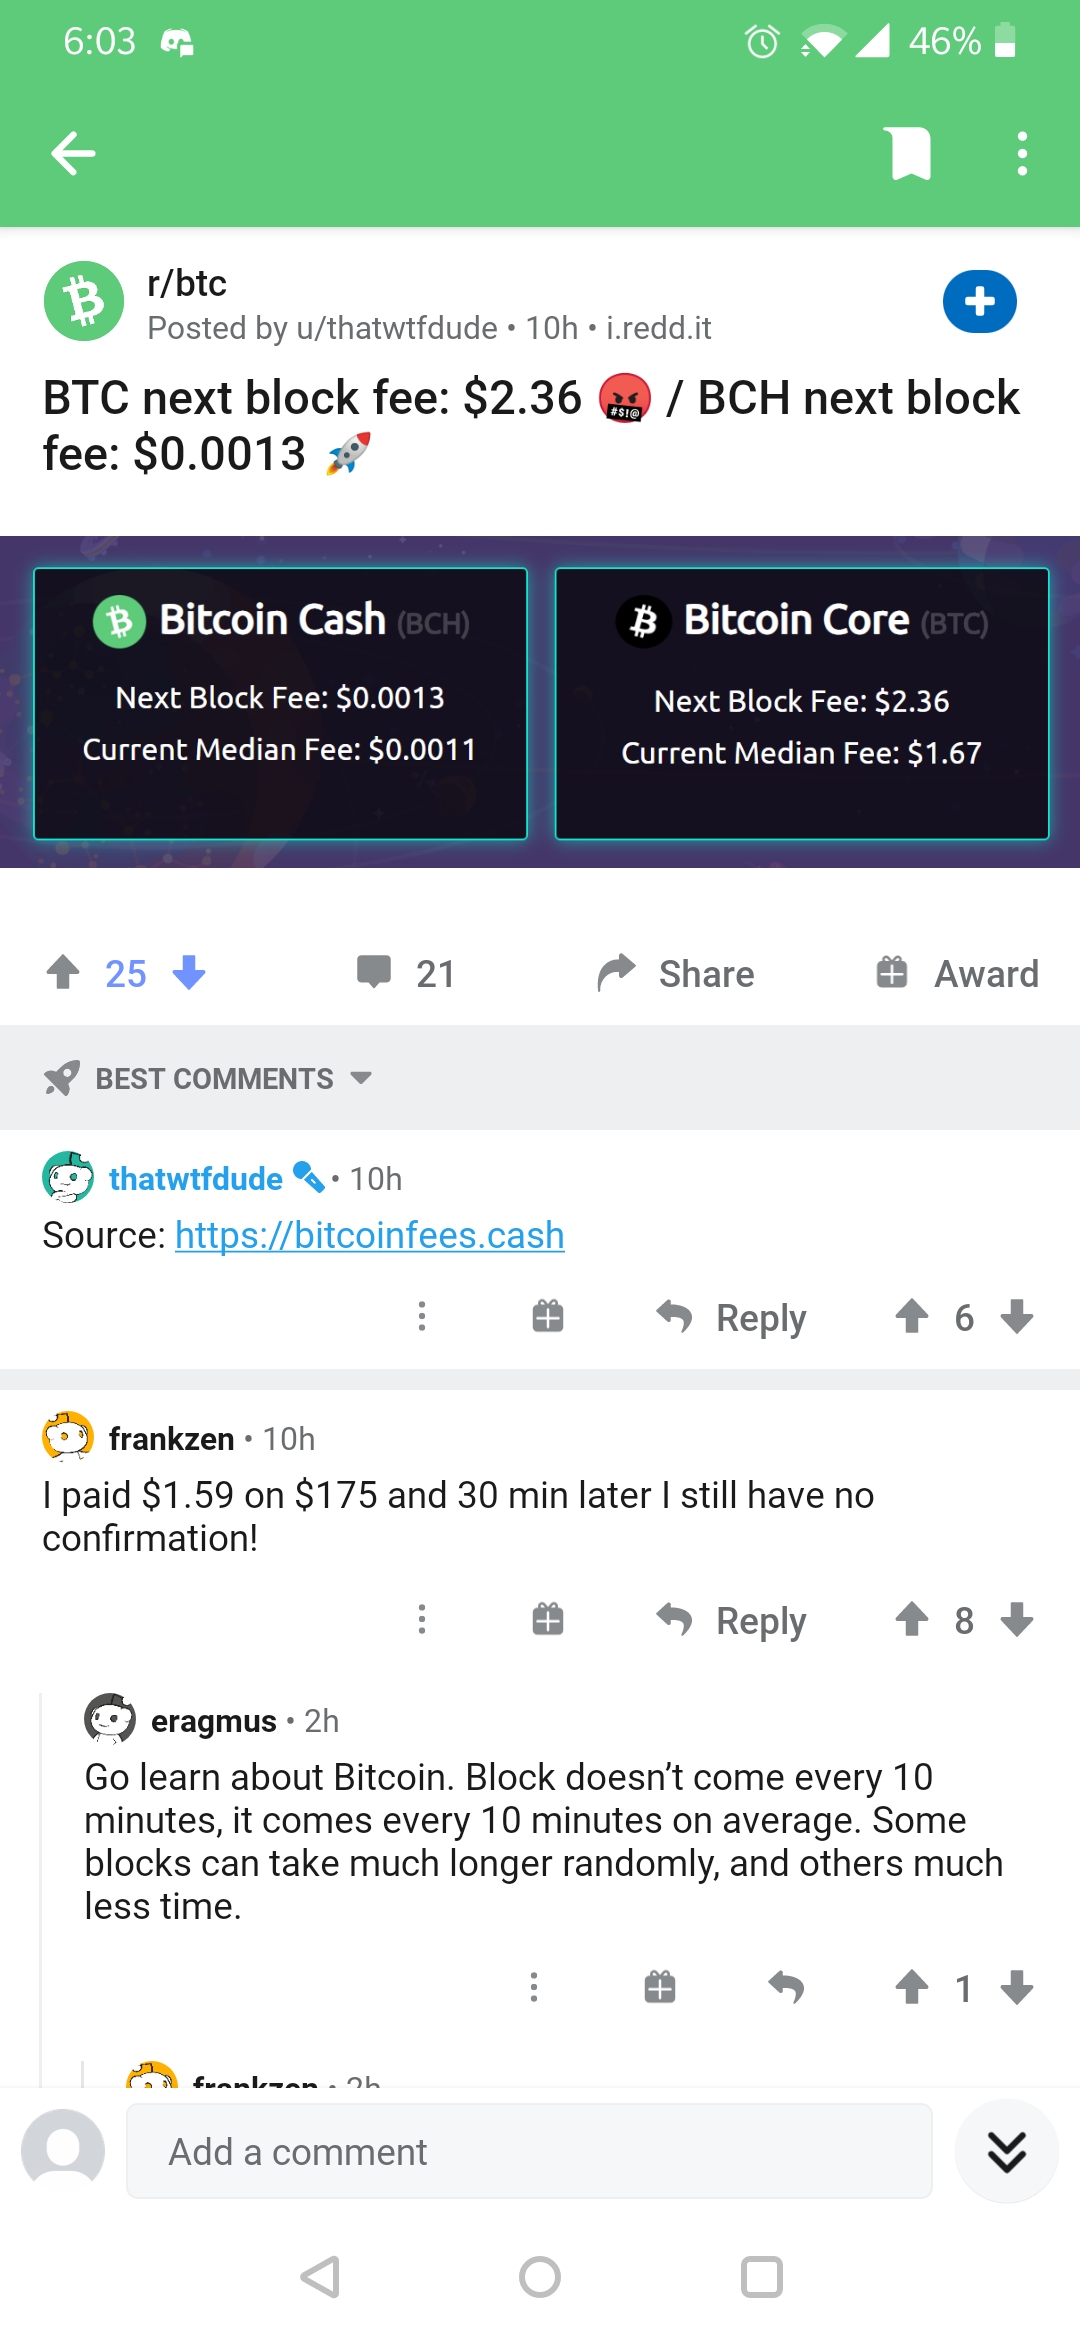 6:03
46%
r/btc
Posted by u/thatwtfdude • 10h • i.redd.it
BTC next block fee: $2.36 🤬 / BCH next block
fee: $0.0013 🚀
Bitcoin Cash (BCH)
Next Block Fee: $0.0013
Current Median Fee: $0.0011
Bitcoin Core (BTC)
Next Block Fee: $2.36
Current Median Fee: $1.67
25
21
Share
Award
BEST COMMENTS
thatwtfdude • 10h
Source: https://bitcoinfees.cash
Reply
6
frankzen • 10h
I paid $1.59 on $175 and 30 min later I still have no
confirmation!
Reply
8
eragmus • 2h
Go learn about Bitcoin. Block doesn’t come every 10
minutes, it comes every 10 minutes on average. Some
blocks can take much longer randomly, and others much
less time.
1
frankzen • 2h
Add a comment